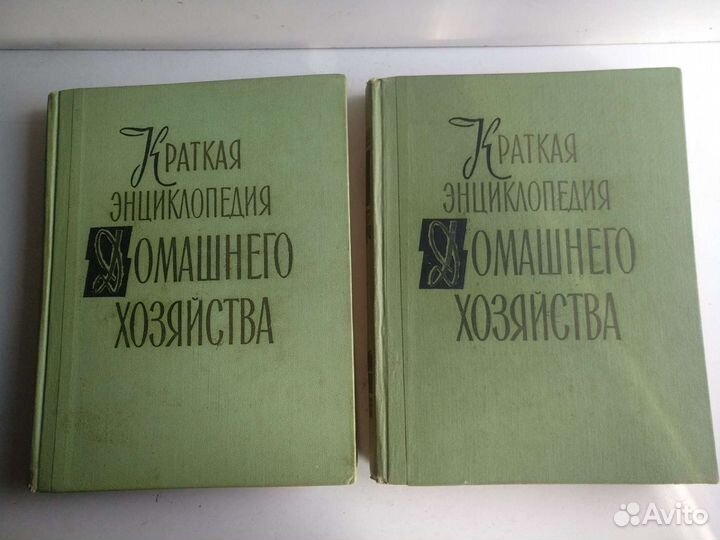 Краткая
энциклопедия
домашнего
хозяйства
Краткая
энциклопедия
домашнего
хозяйства
Avito